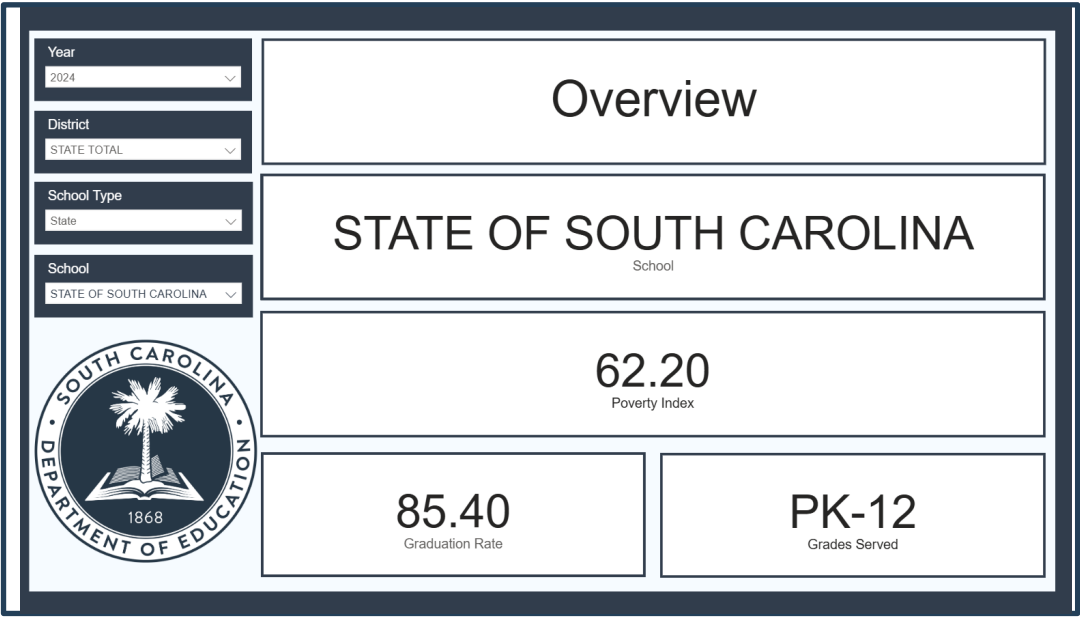 Year
2024
District
STATE TOTAL
School Type
State
School
STATE OF SOUTH CAROLINA
SOUTH CAROLINA
DEPARTMENT OF EDUCATION
1868
Overview
STATE OF SOUTH CAROLINA
School
62.20
Poverty Index
85.40
Graduation Rate
PK-12
Grades Served